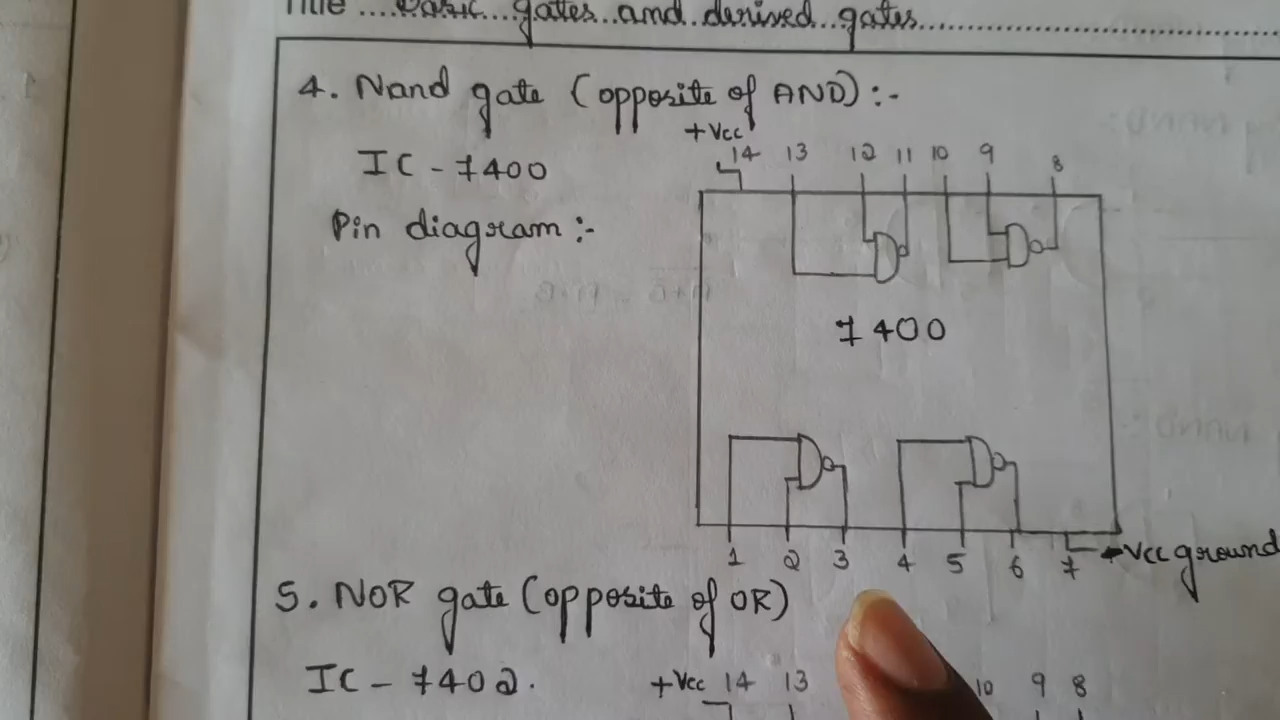 Title .... Basic gates and derived gates
4. Nand gate (opposite of AND) :-
+Vcc
IC - 7400
14 13 12 11 10 9 8
Pin diagram :-
7400
1 2 3 4 5 6 7 -Vcc ground
5. NOR gate (opposite of OR)
IC - 7402.
+Vcc 14 13 10 9 8